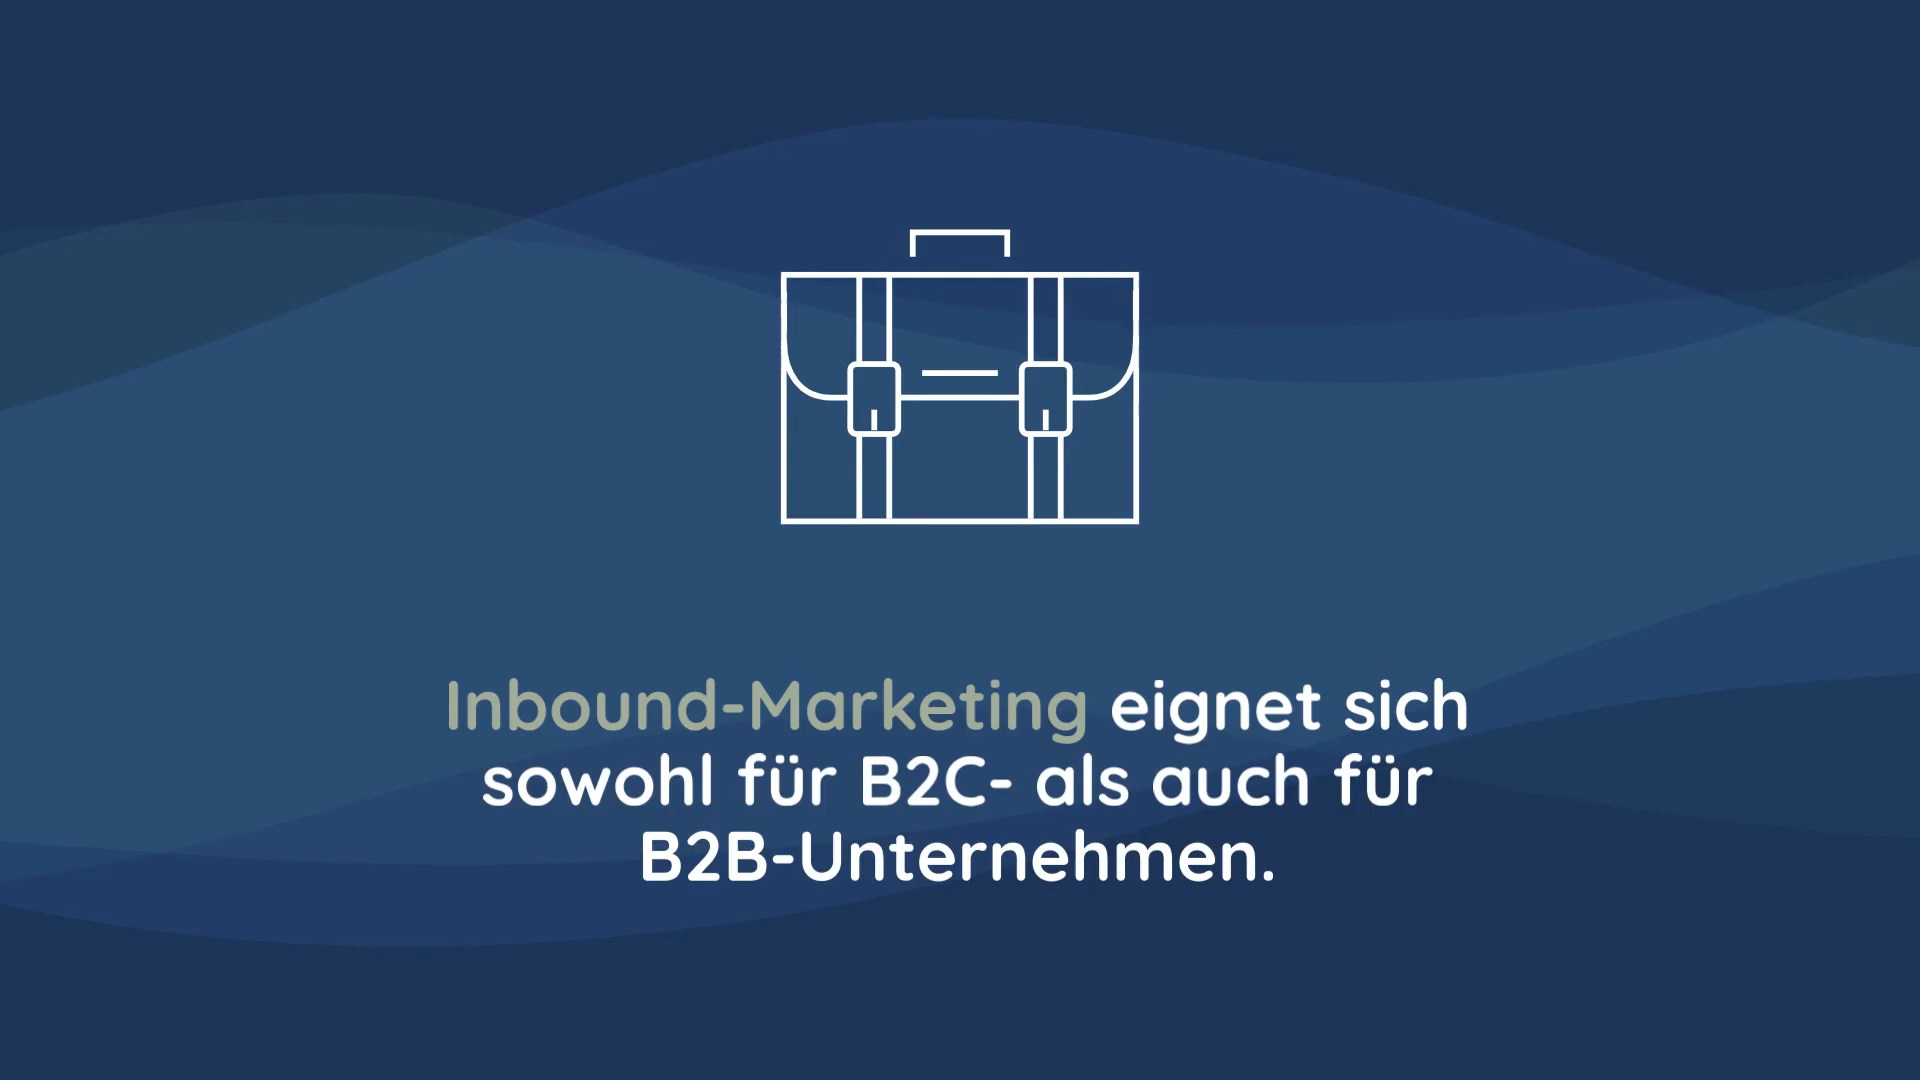 Inbound-Marketing eignet sich
sowohl für B2C- als auch für
B2B-Unternehmen.